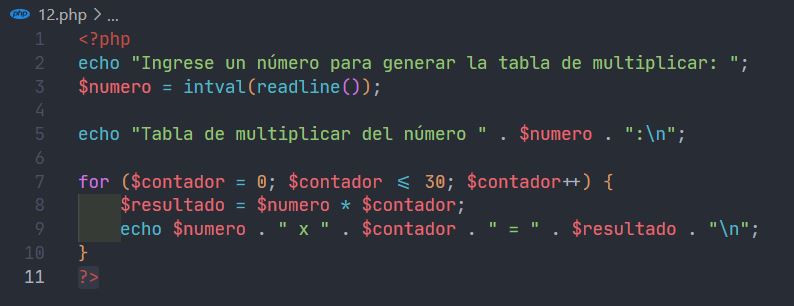 php 12.php > ...
1 <?php
2 echo "Ingrese un número para generar la tabla de multiplicar: ";
3 $numero = intval(readline());
4
5 echo "Tabla de multiplicar del número " . $numero . ":\n";
6
7 for ($contador = 0; $contador <= 30; $contador++) {
8 $resultado = $numero * $contador;
9 echo $numero . " x " . $contador . " = " . $resultado . "\n";
10 }
11 ?>